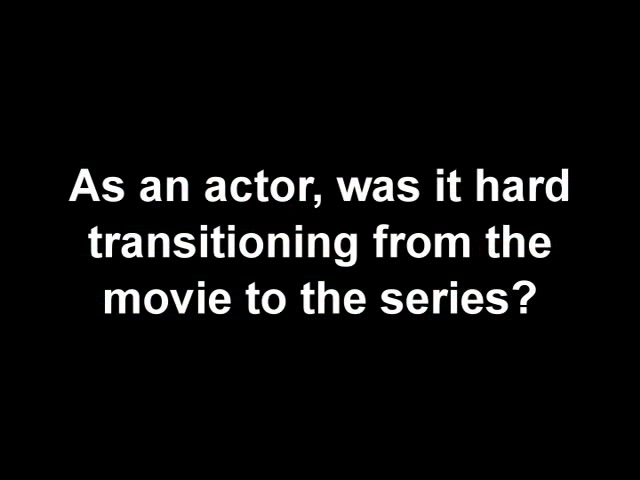 As an actor, was it hard
transitioning from the
movie to the series?